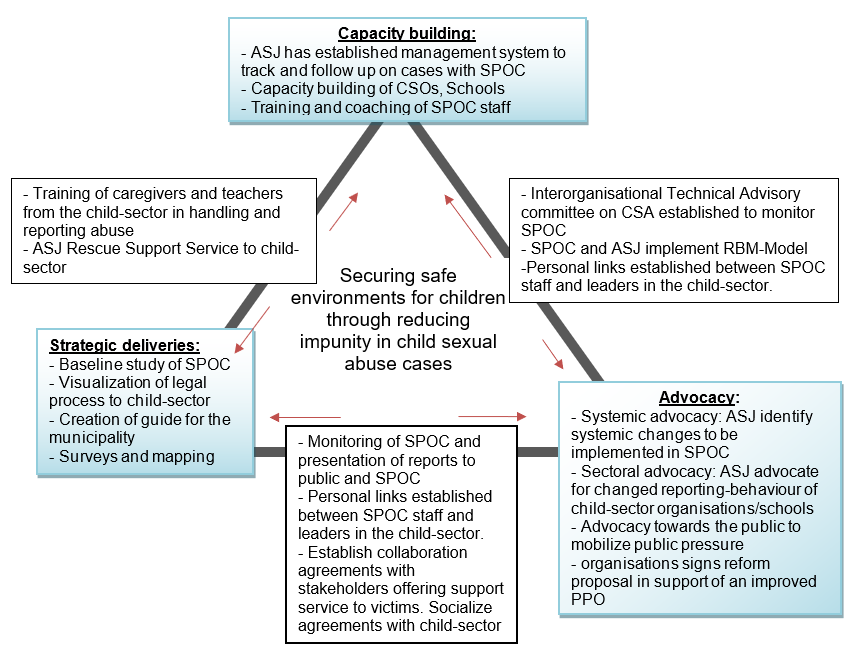 Capacity building:
- ASJ has established management system to
track and follow up on cases with SPOC
- Capacity building of CSOs, Schools
- Training and coaching of SPOC staff
- Training of caregivers and teachers
from the child-sector in handling and
reporting abuse
- ASJ Rescue Support Service to child-
sector
- Interorganisational Technical Advisory
committee on CSA established to monitor
SPOC
- SPOC and ASJ implement RBM-Model
-Personal links established between SPOC
staff and leaders in the child-sector.
Securing safe
environments for children
through reducing
impunity in child sexual
abuse cases
Strategic deliveries:
- Baseline study of SPOC
- Visualization of legal
process to child-sector
- Creation of guide for the
municipality
- Surveys and mapping
- Monitoring of SPOC and
presentation of reports to
public and SPOC
- Personal links established
between SPOC staff and
leaders in the child-sector.
- Establish collaboration
agreements with
stakeholders offering support
service to victims. Socialize
agreements with child-sector
Advocacy:
- Systemic advocacy: ASJ identify
systemic changes to be
implemented in SPOC
- Sectoral advocacy: ASJ advocate
for changed reporting-behaviour of
child-sector organisations/schools
- Advocacy towards the public to
mobilize public pressure
- organisations signs reform
proposal in support of an improved
PPO